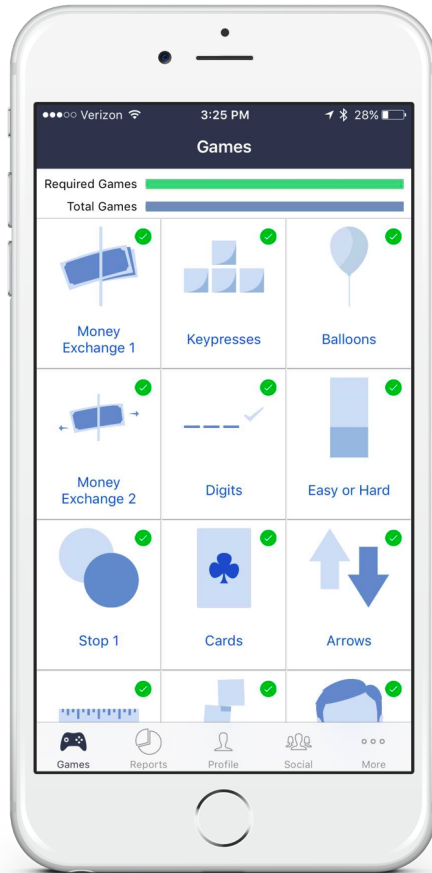 Verizon 3:25 PM 28%
Games
Required Games
Total Games
Money
Exchange 1
Keypresses
Balloons
Money
Exchange 2
Digits
Easy or Hard
Stop 1
Cards
Arrows
Games Reports Profile Social More